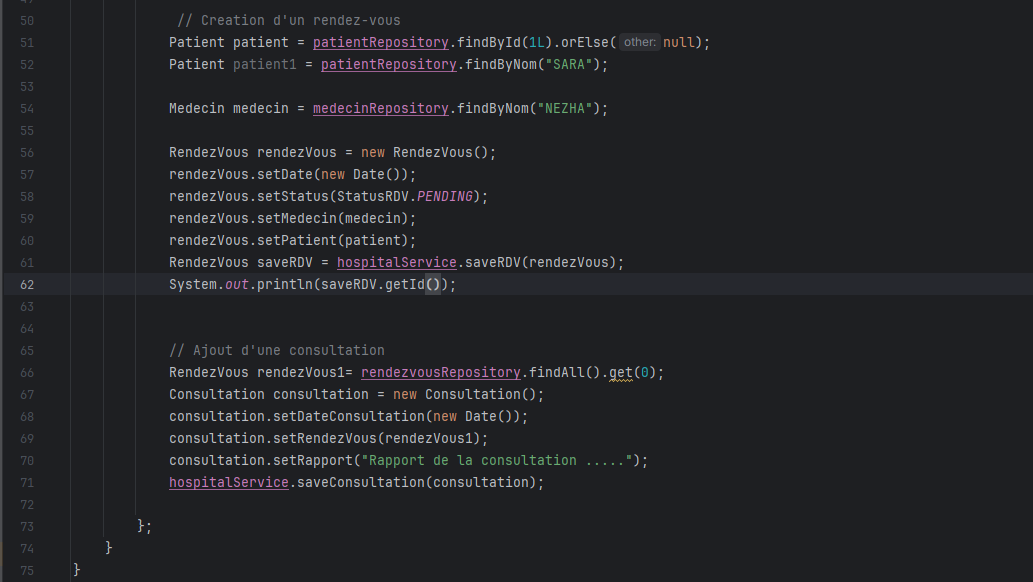 50 // Creation d'un rendez-vous
51 Patient patient = patientRepository.findById(1L).orElse( other: null);
52 Patient patient1 = patientRepository.findByNom("SARA");
53
54 Medecin medecin = medecinRepository.findByNom("NEZHA");
55
56 RendezVous rendezVous = new RendezVous();
57 rendezVous.setDate(new Date());
58 rendezVous.setStatus(StatusRDV.PENDING);
59 rendezVous.setMedecin(medecin);
60 rendezVous.setPatient(patient);
61 RendezVous saveRDV = hospitalService.saveRDV(rendezVous);
62 System.out.println(saveRDV.getId());
63
64
65 // Ajout d'une consultation
66 RendezVous rendezVous1= rendezvousRepository.findAll().get(0);
67 Consultation consultation = new Consultation();
68 consultation.setDateConsultation(new Date());
69 consultation.setRendezVous(rendezVous1);
70 consultation.setRapport("Rapport de la consultation .....");
71 hospitalService.saveConsultation(consultation);
72
73 };
74 }
75 }